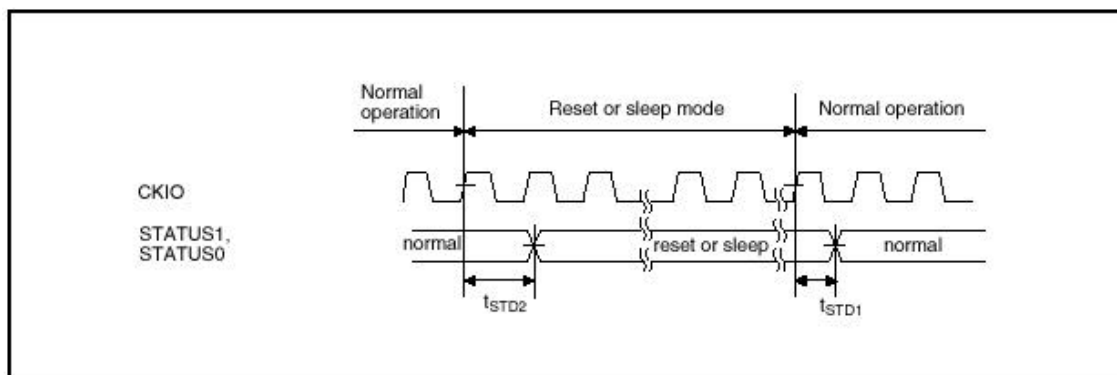 Normal
operation
Reset or sleep mode
Normal operation
CKIO
STATUS1,
STATUS0
normal
reset or sleep
normal
tSTD2
tSTD1